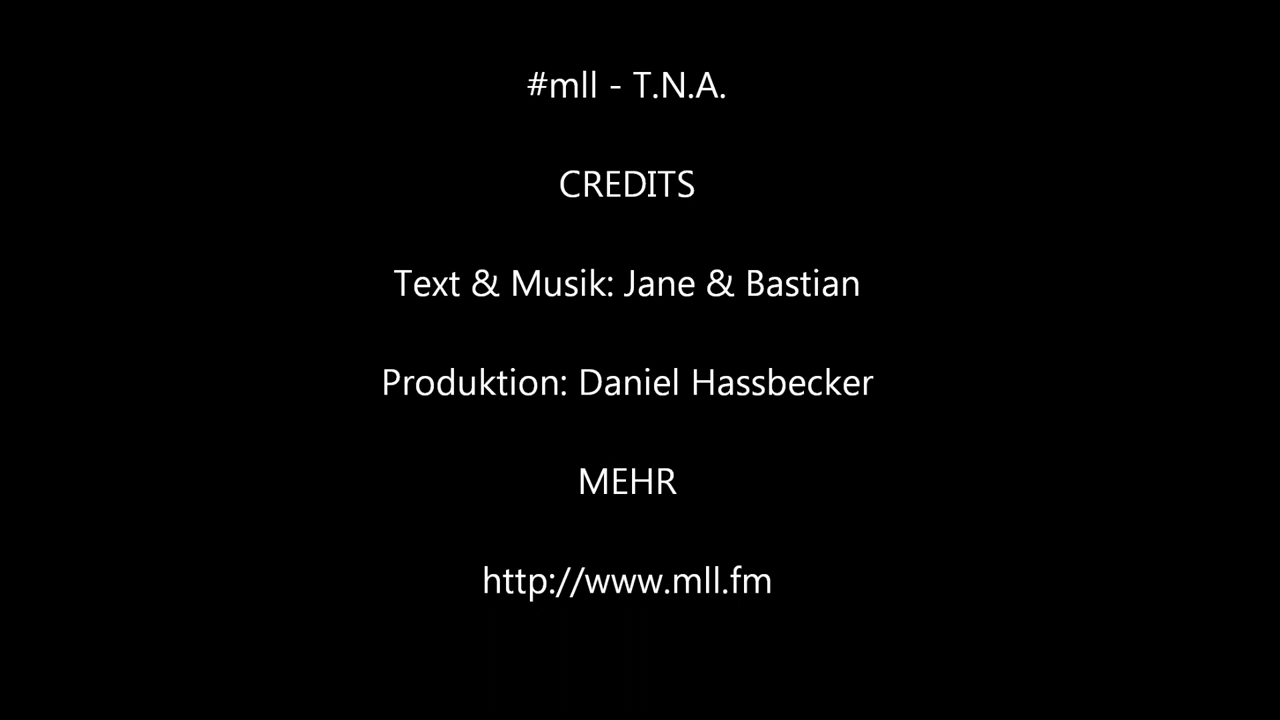 #mll - T.N.A.
CREDITS
Text & Musik: Jane & Bastian
Produktion: Daniel Hassbecker
MEHR
http://www.mll.fm